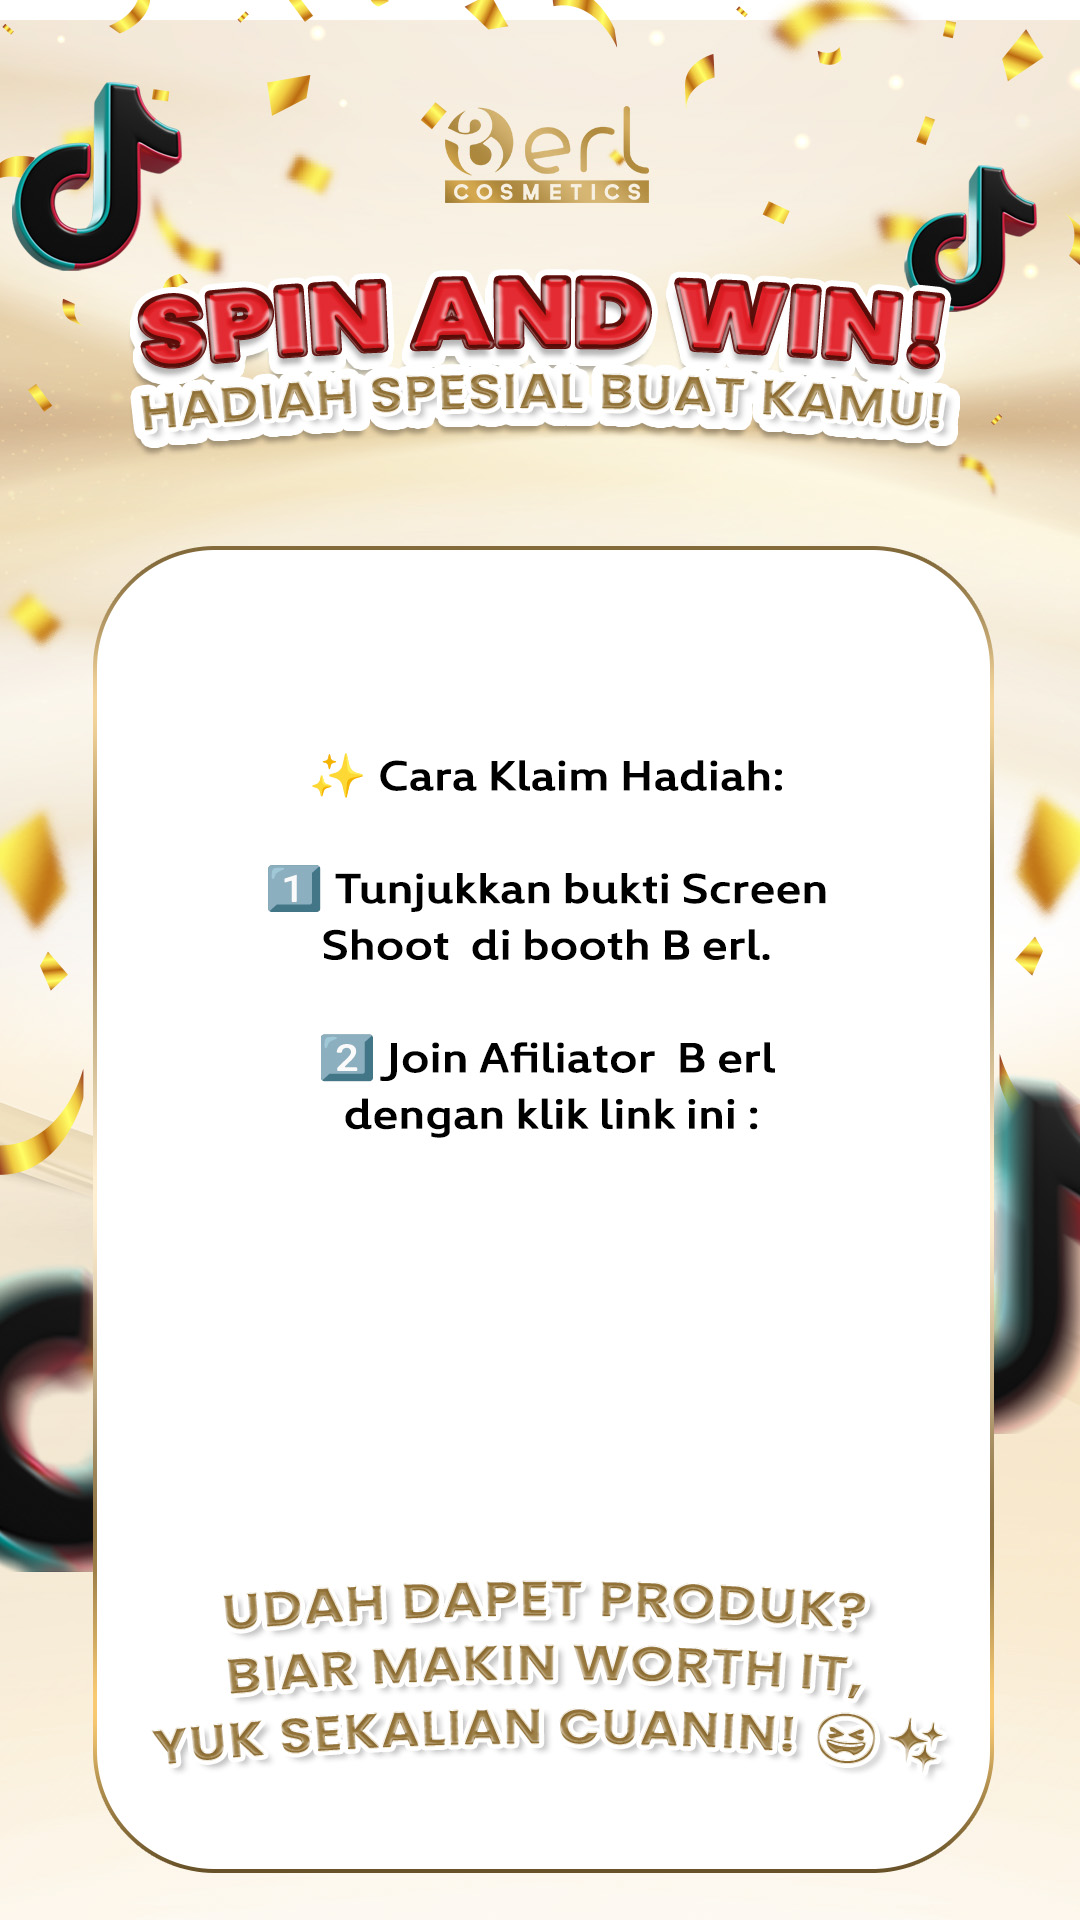 Berl
COSMETICS
SPIN AND WIN!
HADIAH SPESIAL BUAT KAMU!
✨ Cara Klaim Hadiah:
1️⃣ Tunjukkan bukti Screen
Shoot  di booth B erl.
2️⃣ Join Afiliator  B erl
dengan klik link ini :
UDAH DAPET PRODUK?
BIAR MAKIN WORTH IT,
YUK SEKALIAN CUANIN! 😆✨